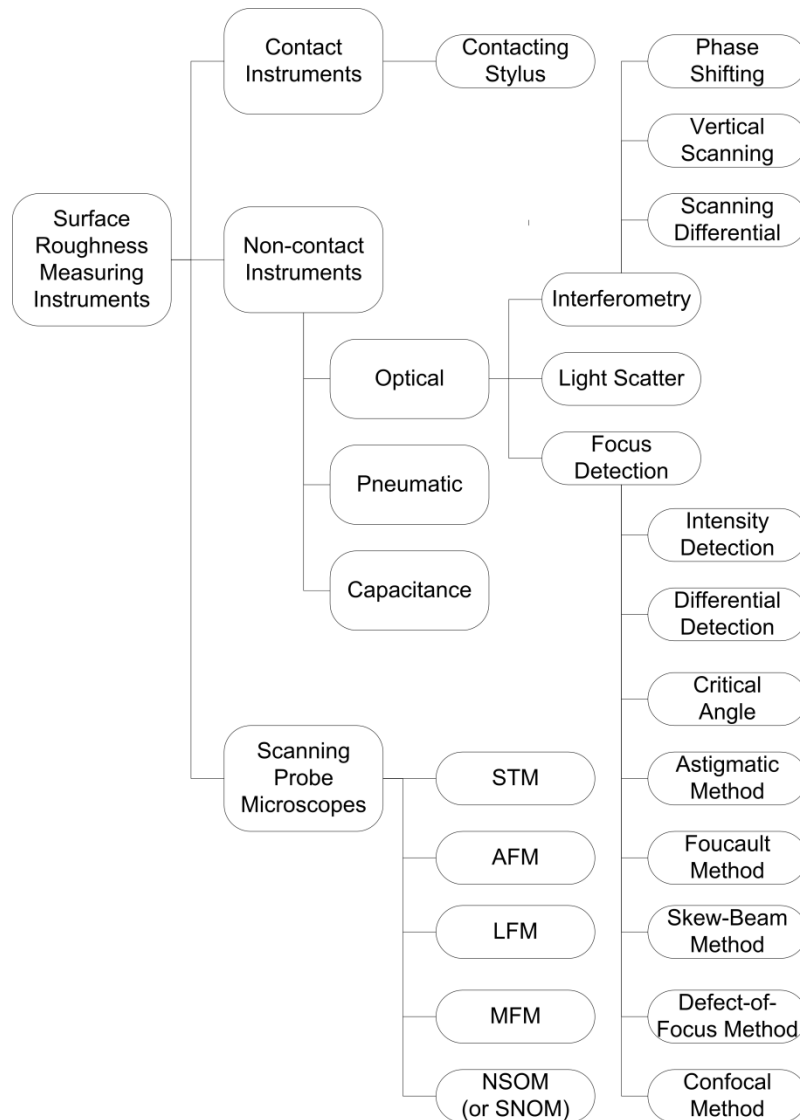 Surface
Roughness
Measuring
Instruments
Contact
Instruments
Contacting
Stylus
Non-contact
Instruments
Optical
Pneumatic
Capacitance
Interferometry
Phase
Shifting
Vertical
Scanning
Scanning
Differential
Light Scatter
Focus
Detection
Intensity
Detection
Differential
Detection
Critical
Angle
Astigmatic
Method
Foucault
Method
Skew-Beam
Method
Defect-of-
Focus Method
Confocal
Method
Scanning
Probe
Microscopes
STM
AFM
LFM
MFM
NSOM
(or SNOM)